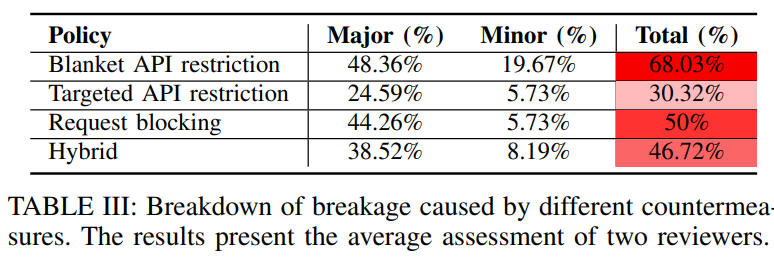 Policy Major (%) Minor (%) Total (%)
Blanket API restriction 48.36% 19.67% 68.03%
Targeted API restriction 24.59% 5.73% 30.32%
Request blocking 44.26% 5.73% 50%
Hybrid 38.52% 8.19% 46.72%
TABLE III: Breakdown of breakage caused by different countermea-
sures. The results present the average assessment of two reviewers.